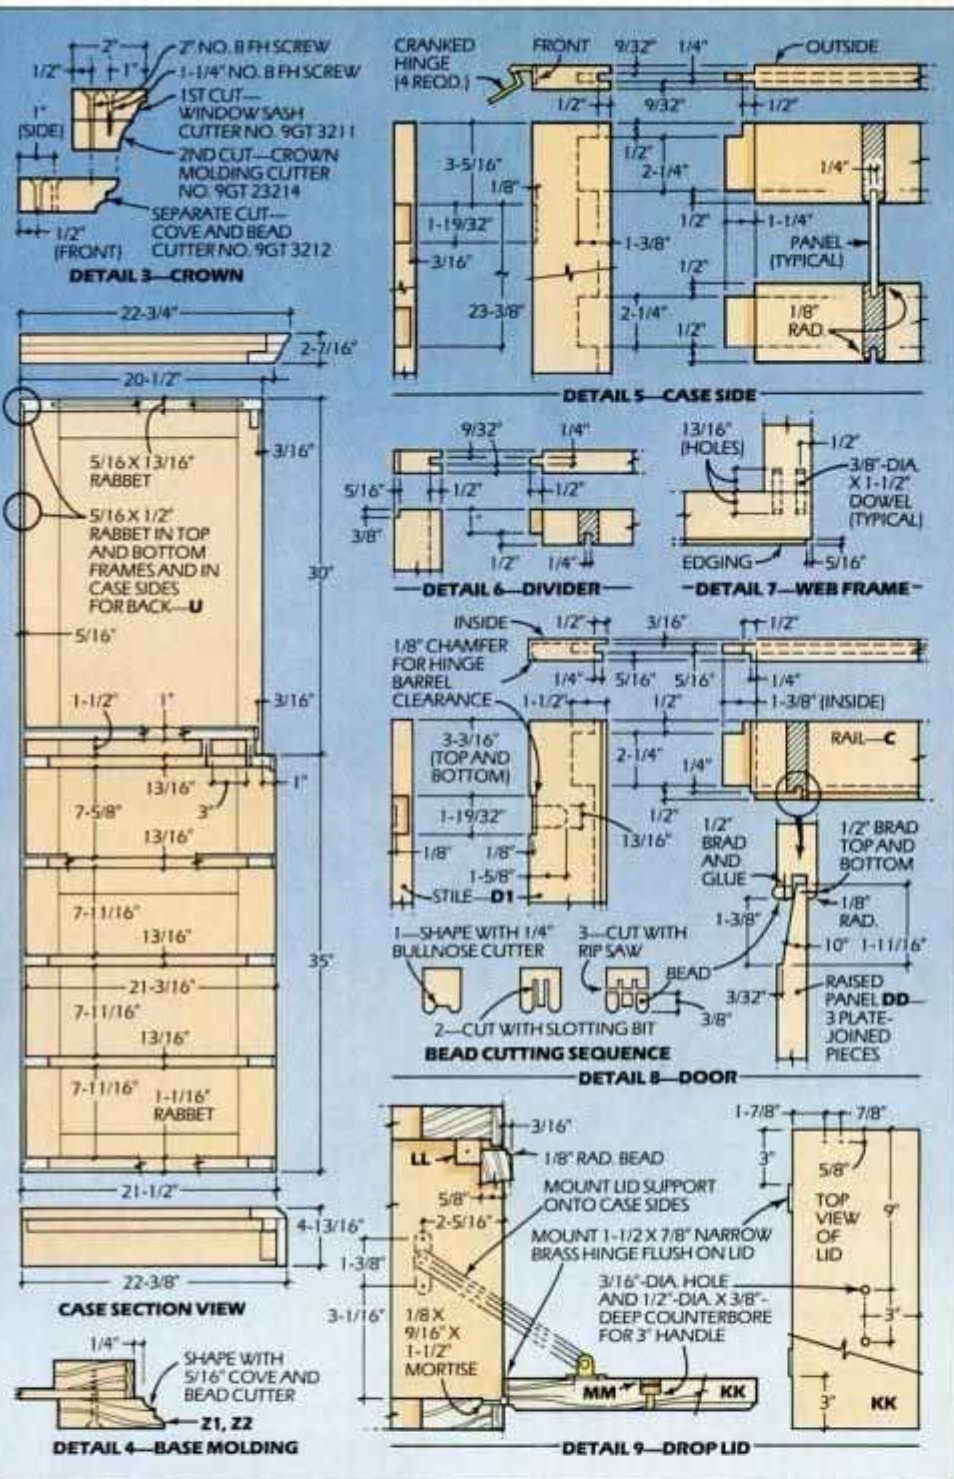 2"
2" NO. 8 FH SCREW
1/2"
1"
1-1/4" NO. 8 FH SCREW
1"
(SIDE)
1ST CUT—
WINDOW SASH
CUTTER NO. 9GT 3211
2ND CUT—CROWN
MOLDING CUTTER
NO. 9GT 23214
SEPARATE CUT—
COVE AND BEAD
CUTTER NO. 9GT 3212
1/2"
(FRONT)
DETAIL 3—CROWN
22-3/4"
2-7/16"
20-1/2"
3/16"
5/16 X 13/16"
RABBET
5/16 X 1/2"
RABBET IN TOP
AND BOTTOM
FRAMES AND IN
CASE SIDES
FOR BACK—U
30"
5/16"
1-1/2"
1"
3/16"
13/16"
1"
7-5/8"
3"
13/16"
7-11/16"
13/16"
35"
21-3/16"
7-11/16"
13/16"
7-11/16"
1-1/16"
RABBET
21-1/2"
4-13/16"
22-3/8"
CASE SECTION VIEW
1/4"
SHAPE WITH
5/16" COVE AND
BEAD CUTTER
Z1, Z2
DETAIL 4—BASE MOLDING
CRANKED
HINGE
(4 REQD.)
FRONT
9/32"
1/4"
OUTSIDE
1/2"
9/32"
1/2"
3-5/16"
1/8"
1/2"
2-1/4"
1/4"
1-19/32"
1/2"
1-1/4"
3/16"
1-3/8"
PANEL
(TYPICAL)
1/2"
23-3/8"
2-1/4"
1/8"
RAD.
1/2"
DETAIL 5—CASE SIDE
9/32"
1/4"
5/16"
1/2"
1/2"
3/8"
1/2"
1/4"
DETAIL 6—DIVIDER
13/16"
(HOLES)
1/2"
3/8"-DIA.
X 1-1/2"
DOWEL
(TYPICAL)
EDGING
5/16"
DETAIL 7—WEB FRAME
INSIDE
1/2"
3/16"
1/2"
1/8" CHAMFER
FOR HINGE
BARREL
CLEARANCE
1/4"
5/16"
5/16"
1/4"
1-1/2"
1/2"
1-3/8" (INSIDE)
3-3/16"
(TOP AND
BOTTOM)
2-1/4"
RAIL—C
1/4"
1-19/32"
1/2"
13/16"
1/8"
1/8"
1-5/8"
STILE—D1
1/2"
BRAD
AND
GLUE
1/2" BRAD
TOP AND
BOTTOM
1/8"
RAD.
1-3/8"
10°
1-11/16"
3/32"
RAISED
PANEL DD—
3 PLATE-
JOINED
PIECES
1—SHAPE WITH 1/4"
BULLNOSE CUTTER
3—CUT WITH
RIP SAW
BEAD
3/8"
2—CUT WITH SLOTTING BIT
BEAD CUTTING SEQUENCE
DETAIL 8—DOOR
3/16"
LL
1/8" RAD. BEAD
5/8"
MOUNT LID SUPPORT
ONTO CASE SIDES
2-5/16"
MOUNT 1-1/2 X 7/8" NARROW
BRASS HINGE FLUSH ON LID
1-3/8"
3/16"-DIA. HOLE
AND 1/2"-DIA. X 3/8"-
DEEP COUNTERBORE
FOR 3" HANDLE
3-1/16"
1/8 X
9/16" X
1-1/2"
MORTISE
MM
KK
1-7/8"
7/8"
3"
5/8"
TOP
VIEW
OF
LID
9"
3"
3"
KK
DETAIL 9—DROP LID